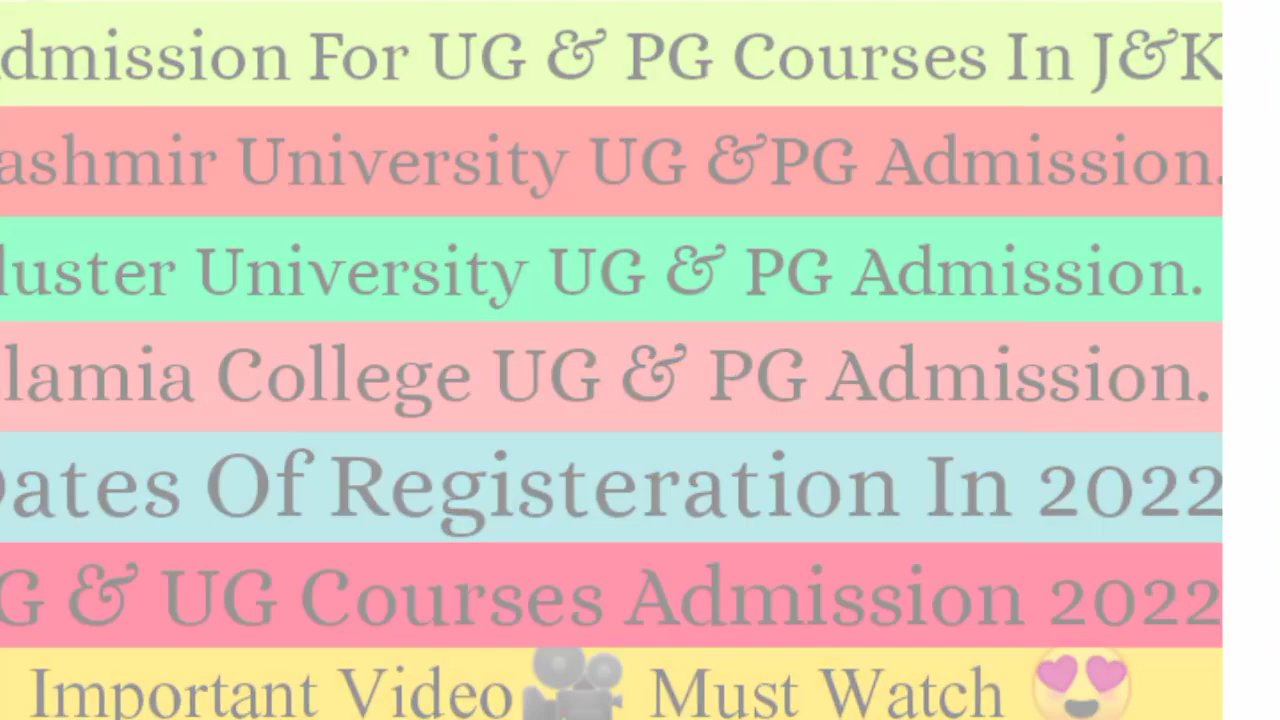 dmission For UG & PG Courses In J&K
ashmir University UG &PG Admission.
luster University UG & PG Admission.
lamia College UG & PG Admission.
Dates Of Registeration In 2022
G & UG Courses Admission 2022
Important Video🎥 Must Watch 😍